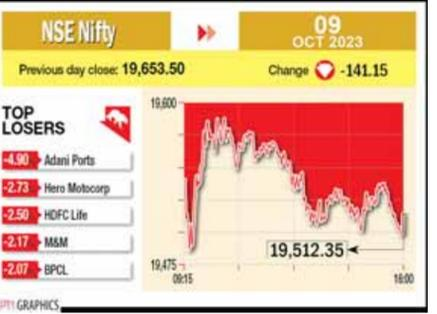 NSE Nifty
09
OCT 2023
Previous day close: 19,653.50
Change -141.15
TOP
LOSERS
-4.90 Adani Ports
-2.73 Hero Motocorp
-2.50 HDFC Life
-2.17 M&M
-2.07 BPCL
19,600
19,512.35
19,475
09:15
16:00
GRAPHICS